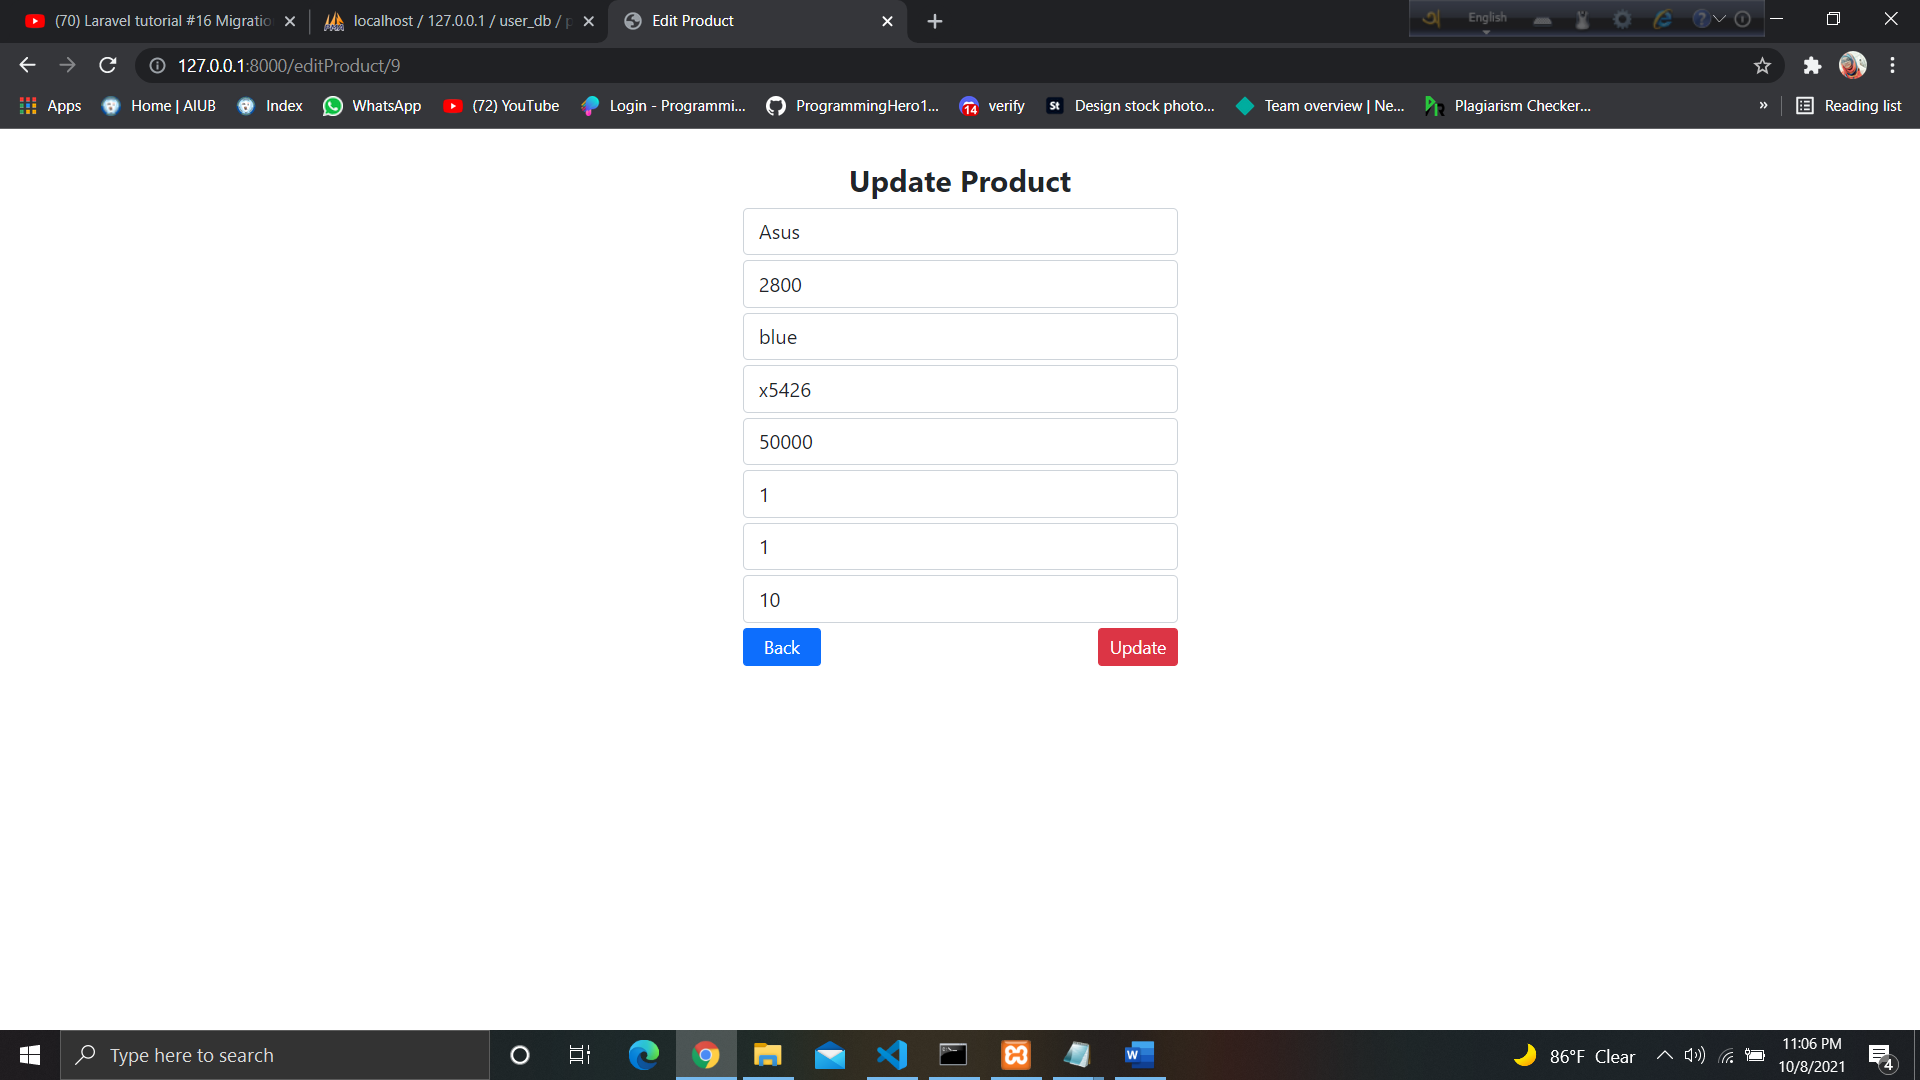 (70) Laravel tutorial #16 Migratio
localhost / 127.0.0.1 / user_db / p
Edit Product
English
127.0.0.1:8000/editProduct/9
Apps
Home | AIUB
Index
WhatsApp
(72) YouTube
Login - Programmi...
ProgrammingHero1...
14
verify
St
Design stock photo...
Team overview | Ne...
Plagiarism Checker...
»
Reading list
Update Product
Asus
2800
blue
x5426
50000
1
1
10
Back
Update
Type here to search
86°F Clear
11:06 PM
10/8/2021
4